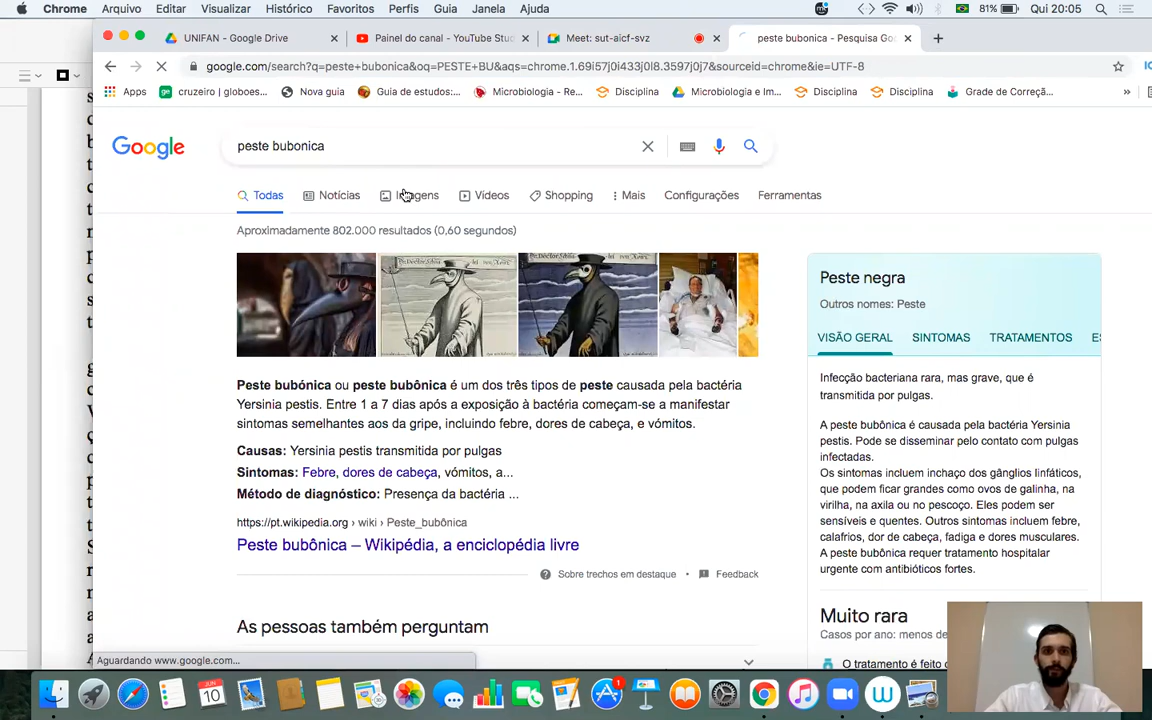 Chrome Arquivo Editar Visualizar Histórico Favoritos Perfis Guia Janela Ajuda 81% Qui 20:05
UNIFAN - Google Drive Painel do canal - YouTube Stu Meet: sut-aicf-svz peste bubonica - Pesquisa Go
google.com/search?q=peste+bubonica&oq=PESTE+BU&aqs=chrome.1.69i57j0i433j0l8.3597j0j7&sourceid=chrome&ie=UTF-8
Apps cruzeiro | globoes... Nova guia Guia de estudos:... Microbiologia - Re... Disciplina Microbiologia e Im... Disciplina Disciplina Grade de Correçã... »
Google peste bubonica
Todas Notícias Imagens Vídeos Shopping Mais Configurações Ferramentas
Aproximadamente 802.000 resultados (0,60 segundos)
Peste bubónica ou peste bubônica é um dos três tipos de peste causada pela bactéria
Yersinia pestis. Entre 1 a 7 dias após a exposição à bactéria começam-se a manifestar
sintomas semelhantes aos da gripe, incluindo febre, dores de cabeça, e vómitos.
Causas: Yersinia pestis transmitida por pulgas
Sintomas: Febre, dores de cabeça, vómitos, a...
Método de diagnóstico: Presença da bactéria ...
https://pt.wikipedia.org › wiki › Peste_bubônica
Peste bubônica – Wikipédia, a enciclopédia livre
Sobre trechos em destaque • Feedback
As pessoas também perguntam
Aguardando www.google.com...
Peste negra
Outros nomes: Peste
VISÃO GERAL SINTOMAS TRATAMENTOS
Infecção bacteriana rara, mas grave, que é
transmitida por pulgas.
A peste bubônica é causada pela bactéria Yersinia
pestis. Pode se disseminar pelo contato com pulgas
infectadas.
Os sintomas incluem inchaço dos gânglios linfáticos,
que podem ficar grandes como ovos de galinha, na
virilha, na axila ou no pescoço. Eles podem ser
sensíveis e quentes. Outros sintomas incluem febre,
calafrios, dor de cabeça, fadiga e dores musculares.
A peste bubônica requer tratamento hospitalar
urgente com antibióticos fortes.
Muito rara
Casos por ano: menos de
O tratamento é feito
10
1